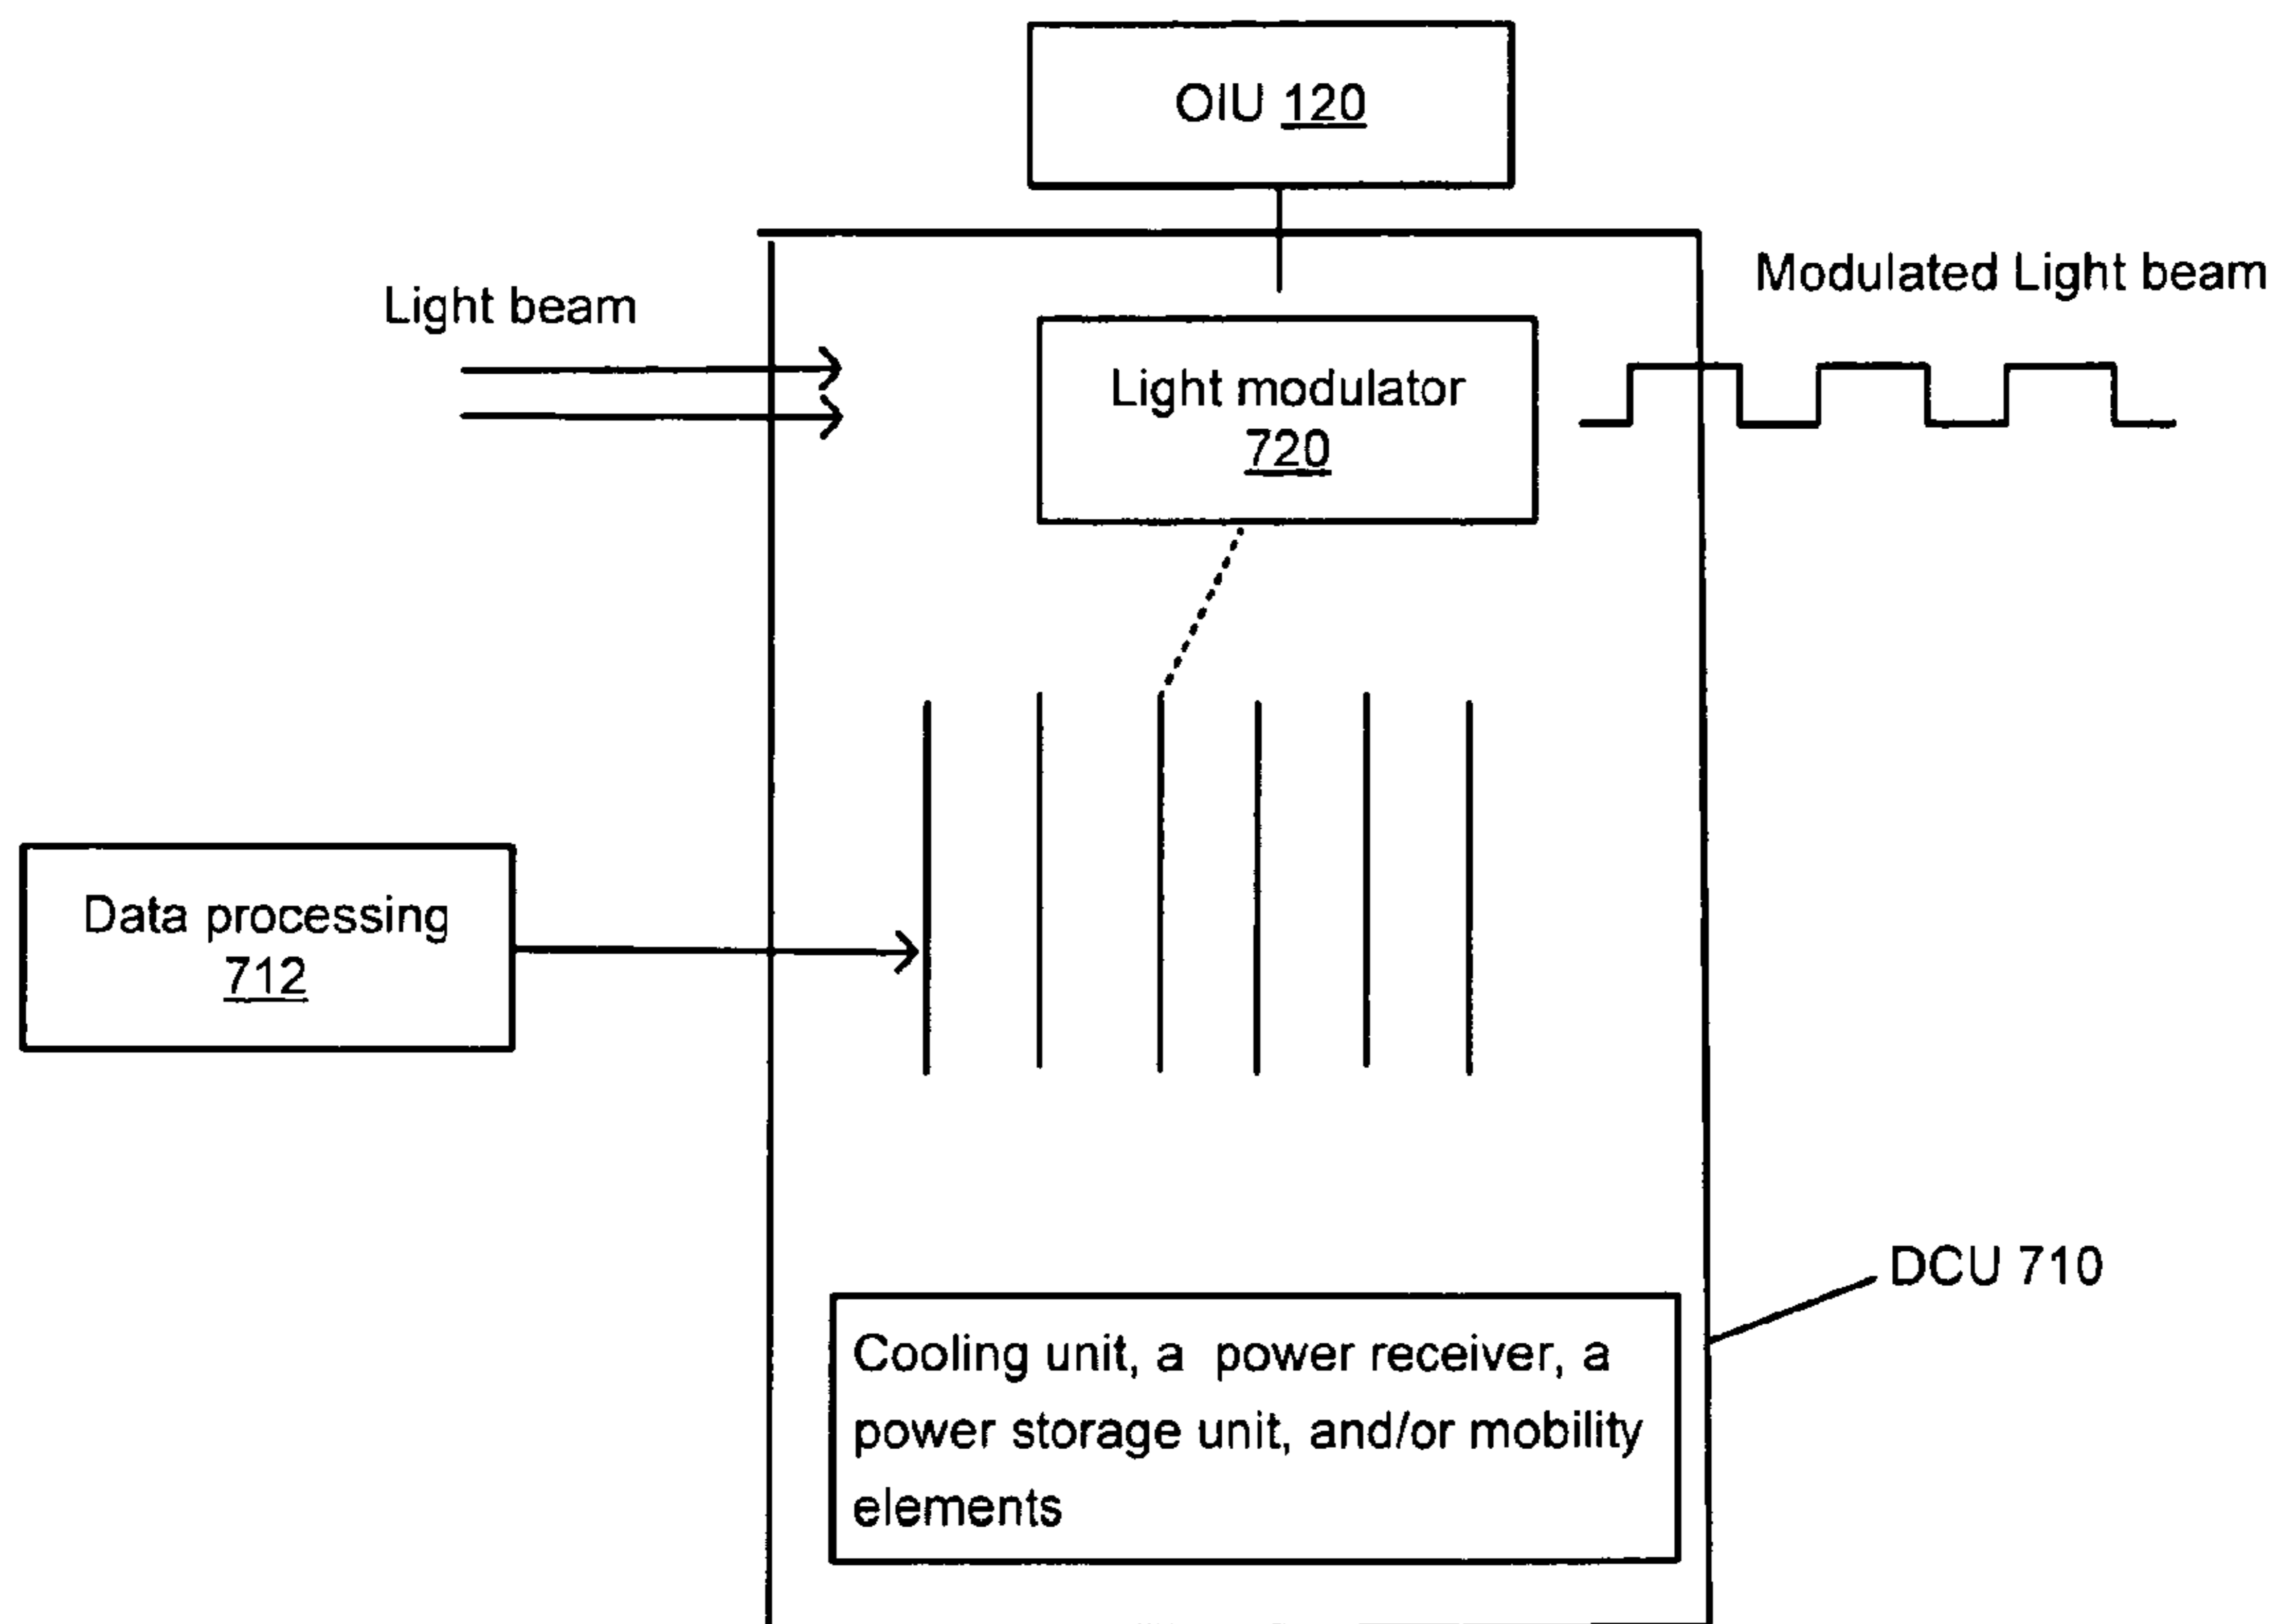 OIU 120
Light beam
Modulated Light beam
Light modulator
720
Data processing
712
DCU 710
Cooling unit, a power receiver, a
power storage unit, and/or mobility
elements